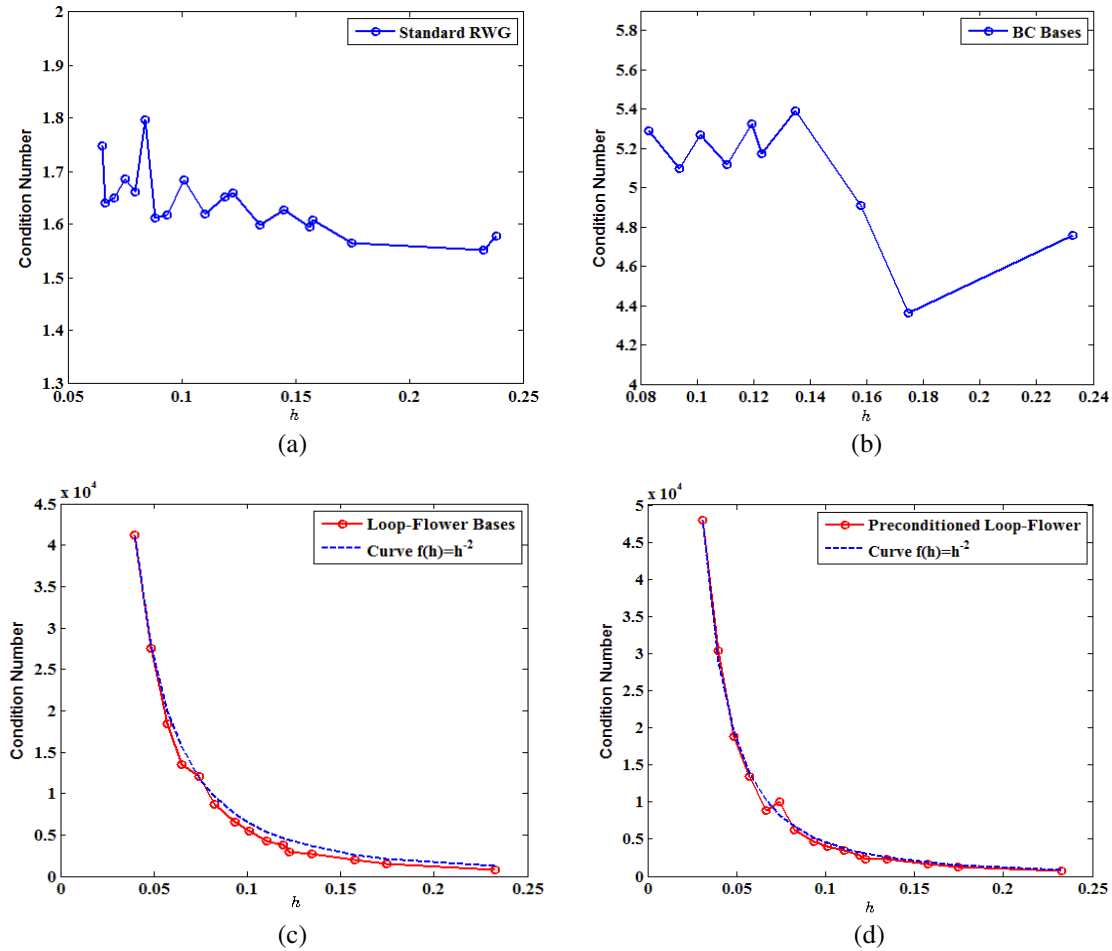 2
1.9
1.8
1.7
1.6
1.5
1.4
1.3
0.05 0.1 0.15 0.2 0.25
Condition Number
h
Standard RWG
(a)
5.8
5.6
5.4
5.2
5
4.8
4.6
4.4
4.2
4
0.08 0.1 0.12 0.14 0.16 0.18 0.2 0.22 0.24
Condition Number
h
BC Bases
(b)
x 10^4
4.5
4
3.5
3
2.5
2
1.5
1
0.5
0
0 0.05 0.1 0.15 0.2 0.25
Condition Number
h
Loop-Flower Bases
Curve f(h)=h^-2
(c)
x 10^4
5
4.5
4
3.5
3
2.5
2
1.5
1
0.5
0
0 0.05 0.1 0.15 0.2 0.25
Condition Number
h
Preconditioned Loop-Flower
Curve f(h)=h^-2
(d)